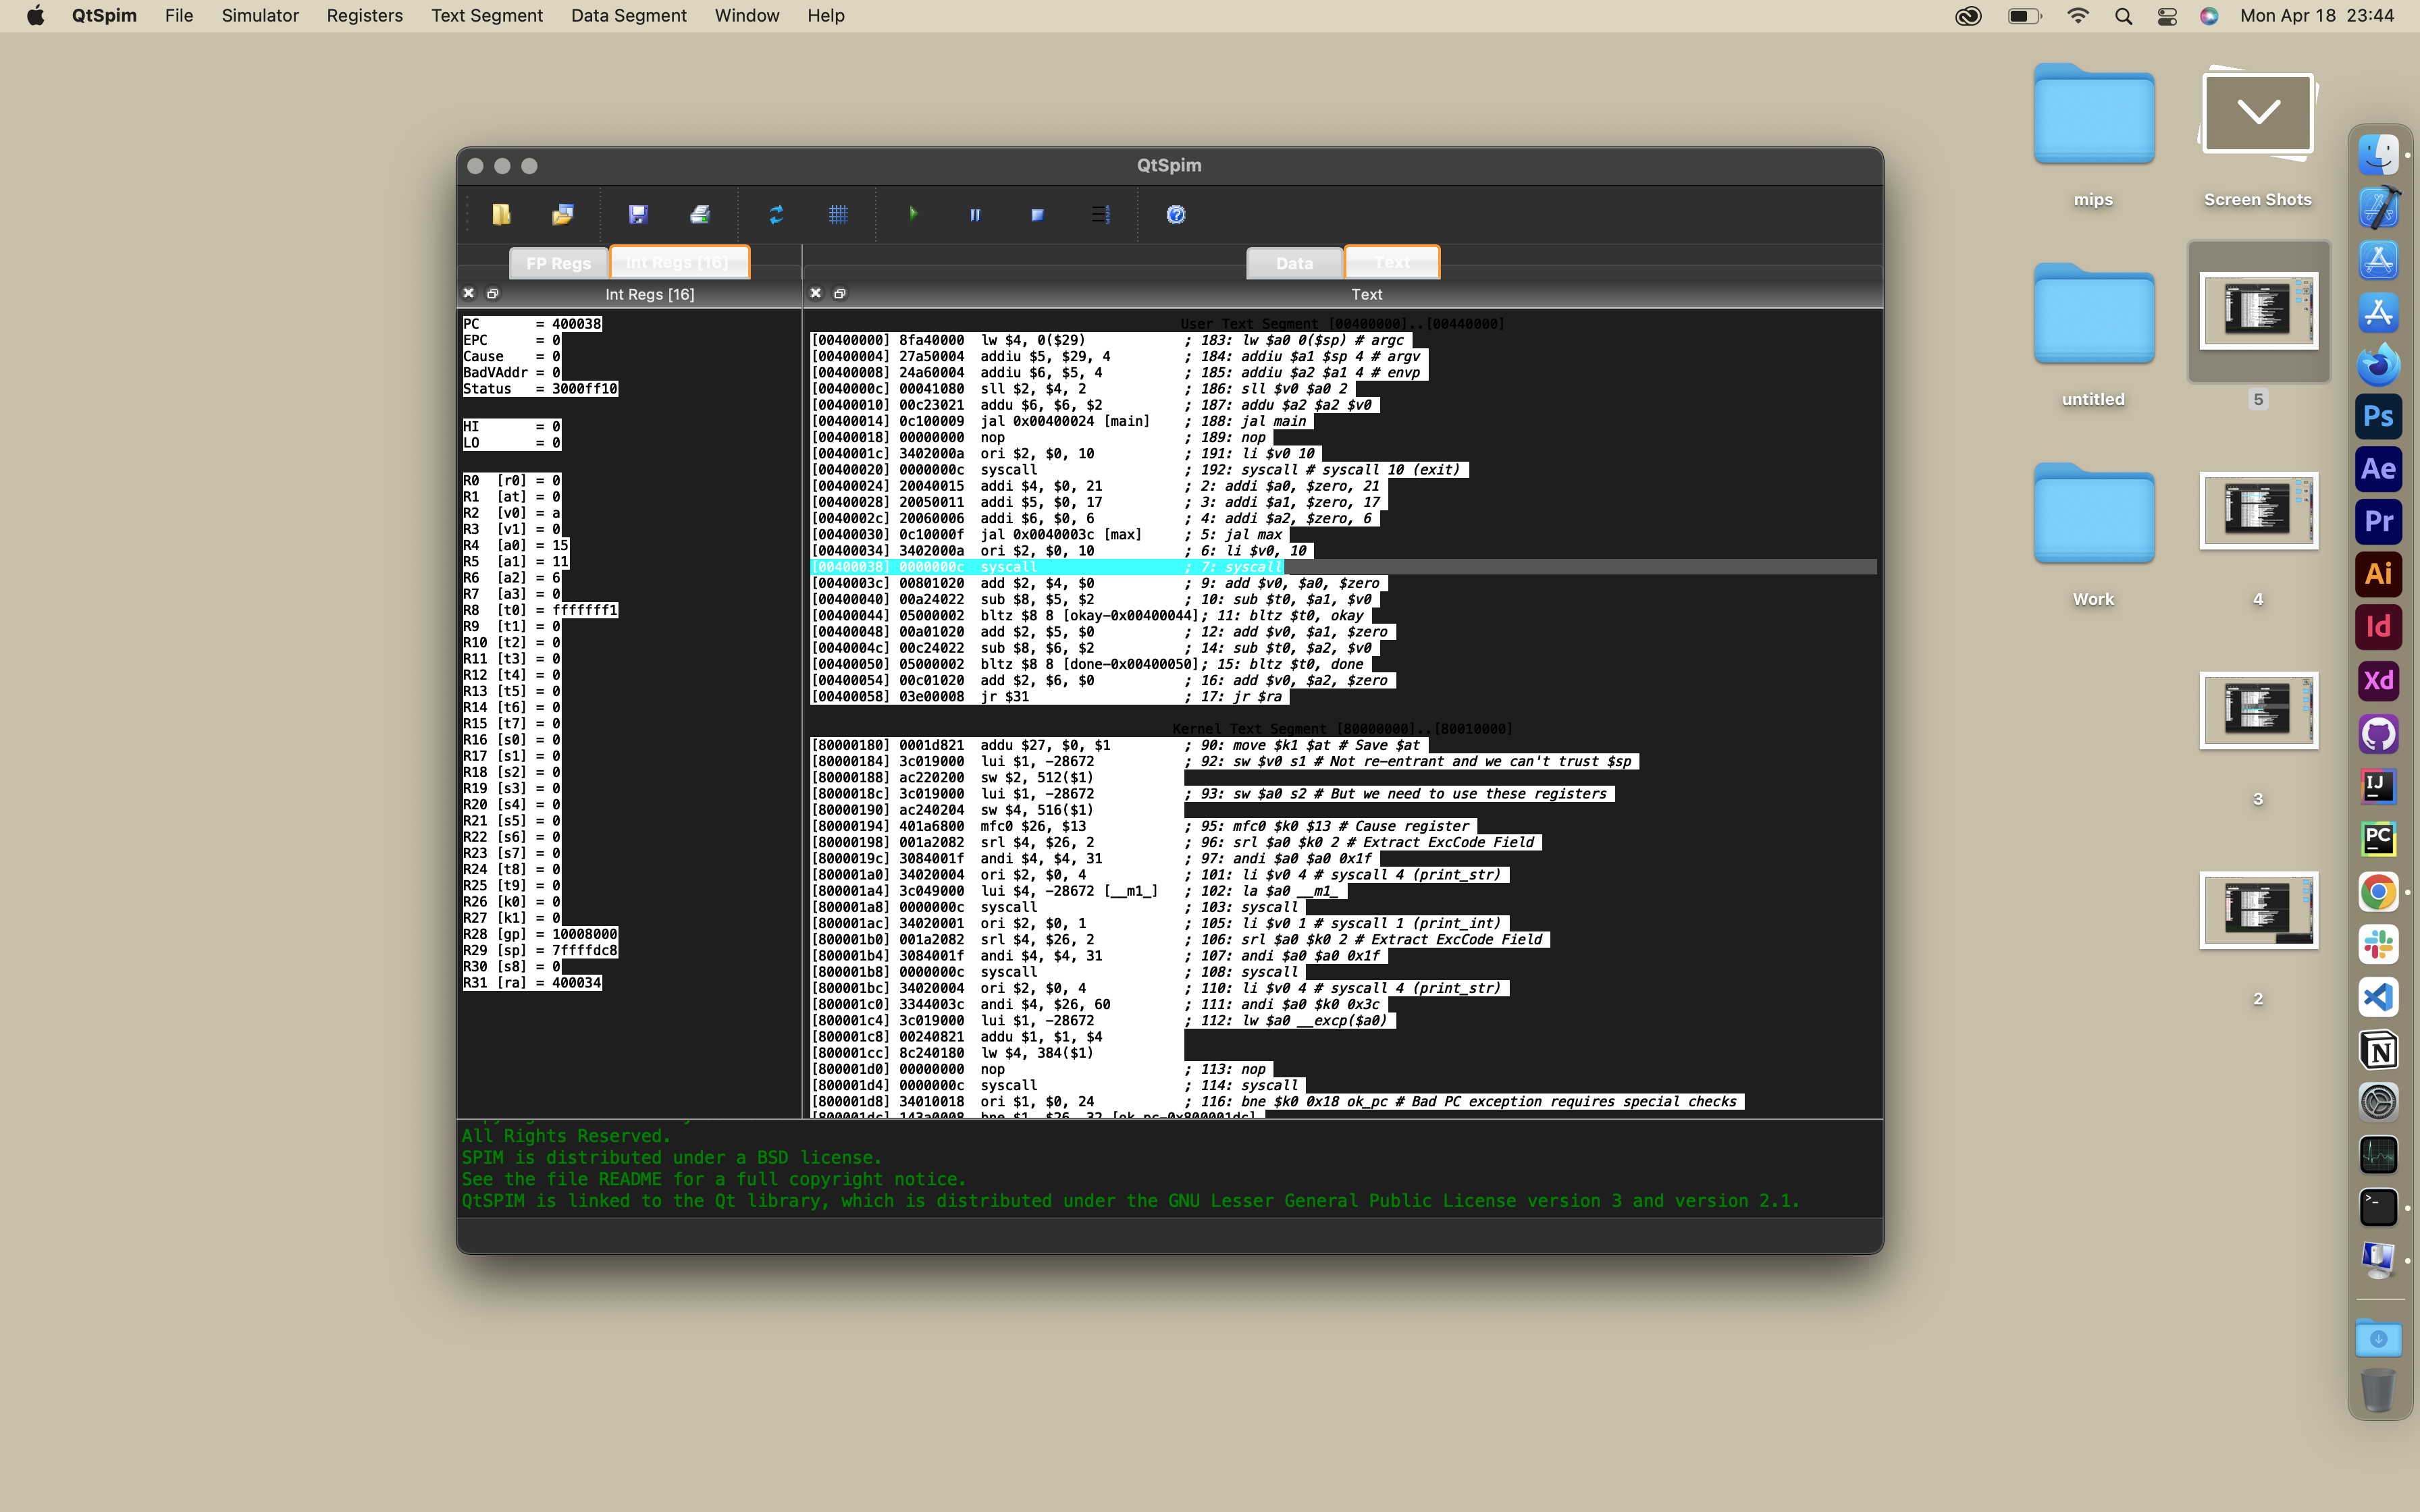 QtSpim File Simulator Registers Text Segment Data Segment Window Help Mon Apr 18 23:44
QtSpim
FP Regs Int Regs [16] Data Text
Int Regs [16] Text
PC = 400038
EPC = 0
Cause = 0
BadVAddr = 0
Status = 3000ff10
HI = 0
LO = 0
R0 [r0] = 0
R1 [at] = 0
R2 [v0] = a
R3 [v1] = 0
R4 [a0] = 15
R5 [a1] = 11
R6 [a2] = 6
R7 [a3] = 0
R8 [t0] = fffffff1
R9 [t1] = 0
R10 [t2] = 0
R11 [t3] = 0
R12 [t4] = 0
R13 [t5] = 0
R14 [t6] = 0
R15 [t7] = 0
R16 [s0] = 0
R17 [s1] = 0
R18 [s2] = 0
R19 [s3] = 0
R20 [s4] = 0
R21 [s5] = 0
R22 [s6] = 0
R23 [s7] = 0
R24 [t8] = 0
R25 [t9] = 0
R26 [k0] = 0
R27 [k1] = 0
R28 [gp] = 10008000
R29 [sp] = 7ffffdc8
R30 [s8] = 0
R31 [ra] = 400034
User Text Segment [00400000]..[00440000]
[00400000] 8fa40000 lw $4, 0($29) ; 183: lw $a0 0($sp) # argc
[00400004] 27a50004 addiu $5, $29, 4 ; 184: addiu $a1 $sp 4 # argv
[00400008] 24a60004 addiu $6, $5, 4 ; 185: addiu $a2 $a1 4 # envp
[0040000c] 00041080 sll $2, $4, 2 ; 186: sll $v0 $a0 2
[00400010] 00c23021 addu $6, $6, $2 ; 187: addu $a2 $a2 $v0
[00400014] 0c100009 jal 0x00400024 [main] ; 188: jal main
[00400018] 00000000 nop ; 189: nop
[0040001c] 3402000a ori $2, $0, 10 ; 191: li $v0 10
[00400020] 0000000c syscall ; 192: syscall # syscall 10 (exit)
[00400024] 20040015 addi $4, $0, 21 ; 2: addi $a0, $zero, 21
[00400028] 20050011 addi $5, $0, 17 ; 3: addi $a1, $zero, 17
[0040002c] 20060006 addi $6, $0, 6 ; 4: addi $a2, $zero, 6
[00400030] 0c10000f jal 0x0040003c [max] ; 5: jal max
[00400034] 3402000a ori $2, $0, 10 ; 6: li $v0, 10
[00400038] 0000000c syscall ; 7: syscall
[0040003c] 00801020 add $2, $4, $0 ; 9: add $v0, $a0, $zero
[00400040] 00a24022 sub $8, $5, $2 ; 10: sub $t0, $a1, $v0
[00400044] 05000002 bltz $8 8 [okay-0x00400044]; 11: bltz $t0, okay
[00400048] 00a01020 add $2, $5, $0 ; 12: add $v0, $a1, $zero
[0040004c] 00c24022 sub $8, $6, $2 ; 14: sub $t0, $a2, $v0
[00400050] 05000002 bltz $8 8 [done-0x00400050]; 15: bltz $t0, done
[00400054] 00c01020 add $2, $6, $0 ; 16: add $v0, $a2, $zero
[00400058] 03e00008 jr $31 ; 17: jr $ra
Kernel Text Segment [80000000]..[80010000]
[80000180] 0001d821 addu $27, $0, $1 ; 90: move $k1 $at # Save $at
[80000184] 3c019000 lui $1, -28672 ; 92: sw $v0 s1 # Not re-entrant and we can't trust $sp
[80000188] ac220200 sw $2, 512($1)
[8000018c] 3c019000 lui $1, -28672 ; 93: sw $a0 s2 # But we need to use these registers
[80000190] ac240204 sw $4, 516($1)
[80000194] 401a6800 mfc0 $26, $13 ; 95: mfc0 $k0 $13 # Cause register
[80000198] 001a2082 srl $4, $26, 2 ; 96: srl $a0 $k0 2 # Extract ExcCode Field
[8000019c] 3084001f andi $4, $4, 31 ; 97: andi $a0 $a0 0x1f
[800001a0] 34020004 ori $2, $0, 4 ; 101: li $v0 4 # syscall 4 (print_str)
[800001a4] 3c049000 lui $4, -28672 [__m1_] ; 102: la $a0 __m1_
[800001a8] 0000000c syscall ; 103: syscall
[800001ac] 34020001 ori $2, $0, 1 ; 105: li $v0 1 # syscall 1 (print_int)
[800001b0] 001a2082 srl $4, $26, 2 ; 106: srl $a0 $k0 2 # Extract ExcCode Field
[800001b4] 3084001f andi $4, $4, 31 ; 107: andi $a0 $a0 0x1f
[800001b8] 0000000c syscall ; 108: syscall
[800001bc] 34020004 ori $2, $0, 4 ; 110: li $v0 4 # syscall 4 (print_str)
[800001c0] 3344003c andi $4, $26, 60 ; 111: andi $a0 $k0 0x3c
[800001c4] 3c019000 lui $1, -28672 ; 112: lw $a0 __excp($a0)
[800001c8] 00240821 addu $1, $1, $4
[800001cc] 8c240180 lw $4, 384($1)
[800001d0] 00000000 nop ; 113: nop
[800001d4] 0000000c syscall ; 114: syscall
[800001d8] 34010018 ori $1, $0, 24 ; 116: bne $k0 0x18 ok_pc # Bad PC exception requires special checks
[800001dc] 143a0008 bne $1, $26, 32 [ok_pc-0x800001dc]
All Rights Reserved.
SPIM is distributed under a BSD license.
See the file README for a full copyright notice.
QtSPIM is linked to the Qt library, which is distributed under the GNU Lesser General Public License version 3 and version 2.1.
mips
Screen Shots
untitled
5
Work
4
3
2
Ps
Ae
Pr
Ai
Id
Xd
IJ
PC
N